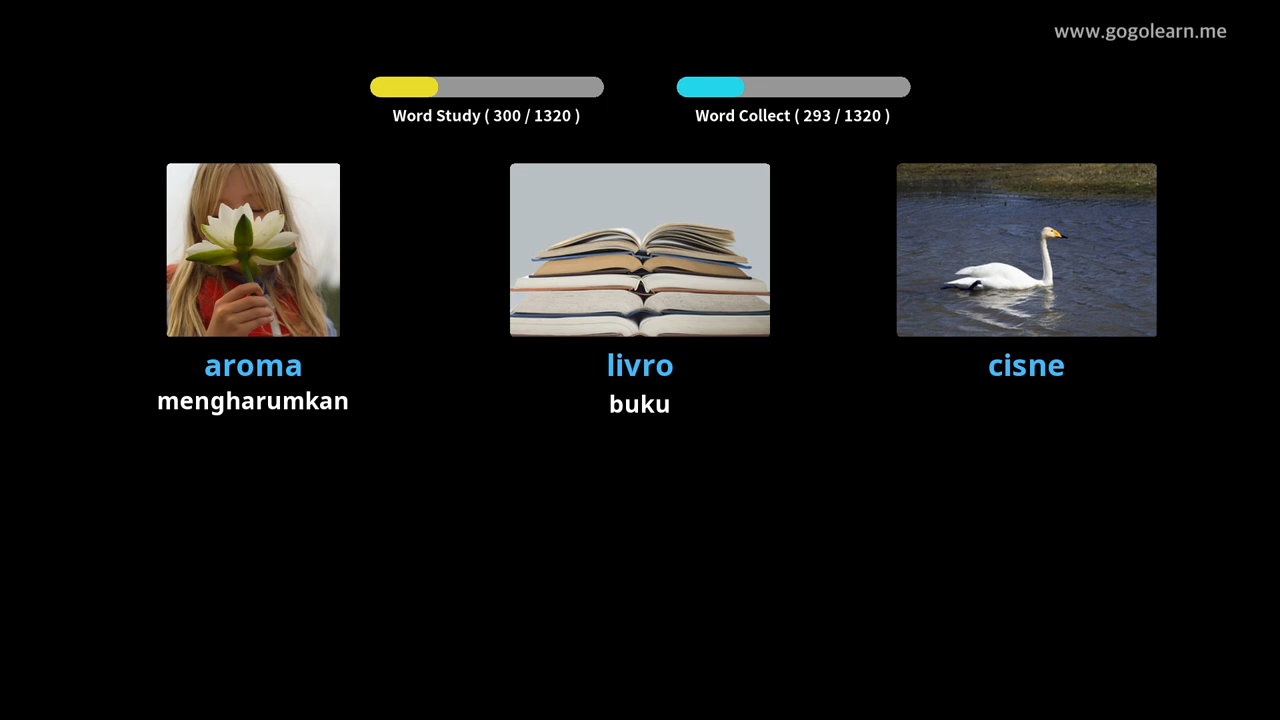 www.gogolearn.me
Word Study ( 300 / 1320 )
Word Collect ( 293 / 1320 )
aroma
mengharumkan
livro
buku
cisne